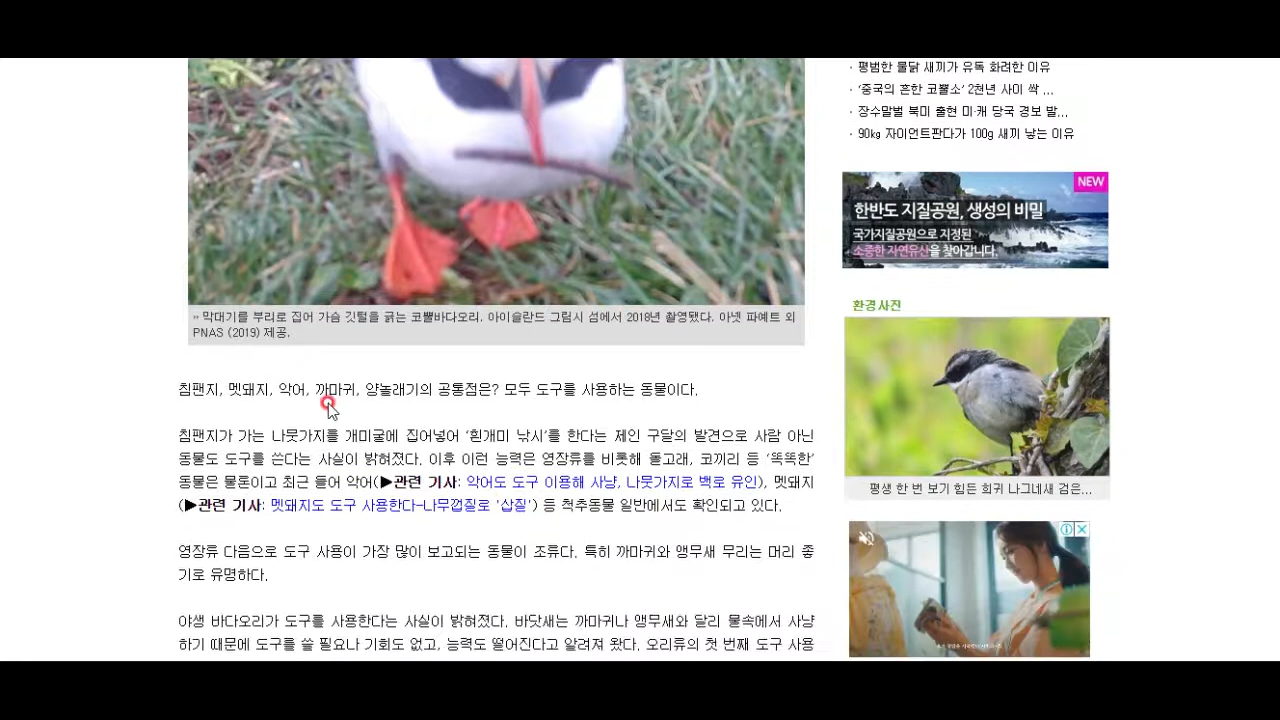 » 막대기를 부리로 집어 가슴 깃털을 긁는 코뿔바다오리. 아이슬란드 그림시 섬에서 2018년 촬영됐다. 아넷 파예트 외
PNAS (2019) 제공.
침팬지, 멧돼지, 악어, 까마귀, 양놀래기의 공통점은? 모두 도구를 사용하는 동물이다.
침팬지가 가는 나뭇가지를 개미굴에 집어넣어 ‘흰개미 낚시’를 한다는 제인 구달의 발견으로 사람 아닌
동물도 도구를 쓴다는 사실이 밝혀졌다. 이후 이런 능력은 영장류를 비롯해 돌고래, 코끼리 등 ‘똑똑한’
동물은 물론이고 최근 들어 악어(▶관련 기사: 악어도 도구 이용해 사냥, 나뭇가지로 백로 유인), 멧돼지
(▶관련 기사: 멧돼지도 도구 사용한다-나무껍질로 '삽질') 등 척추동물 일반에서도 확인되고 있다.
영장류 다음으로 도구 사용이 가장 많이 보고되는 동물이 조류다. 특히 까마귀와 앵무새 무리는 머리 좋
기로 유명하다.
야생 바다오리가 도구를 사용한다는 사실이 밝혀졌다. 바닷새는 까마귀나 앵무새와 달리 물속에서 사냥
하기 때문에 도구를 쓸 필요나 기회도 없고, 능력도 떨어진다고 알려져 왔다. 오리류의 첫 번째 도구 사용
· 평범한 물닭 새끼가 유독 화려한 이유
· ‘중국의 흔한 코뿔소’ 2천년 사이 싹 ...
· 장수말벌 북미 출현 미·캐 당국 경보 발...
· 90㎏ 자이언트판다가 100g 새끼 낳는 이유
NEW
한반도 지질공원, 생성의 비밀
국가지질공원으로 지정된
소중한 자연유산을 찾아갑니다.
환경사진
평생 한 번 보기 힘든 희귀 나그네새 검은...